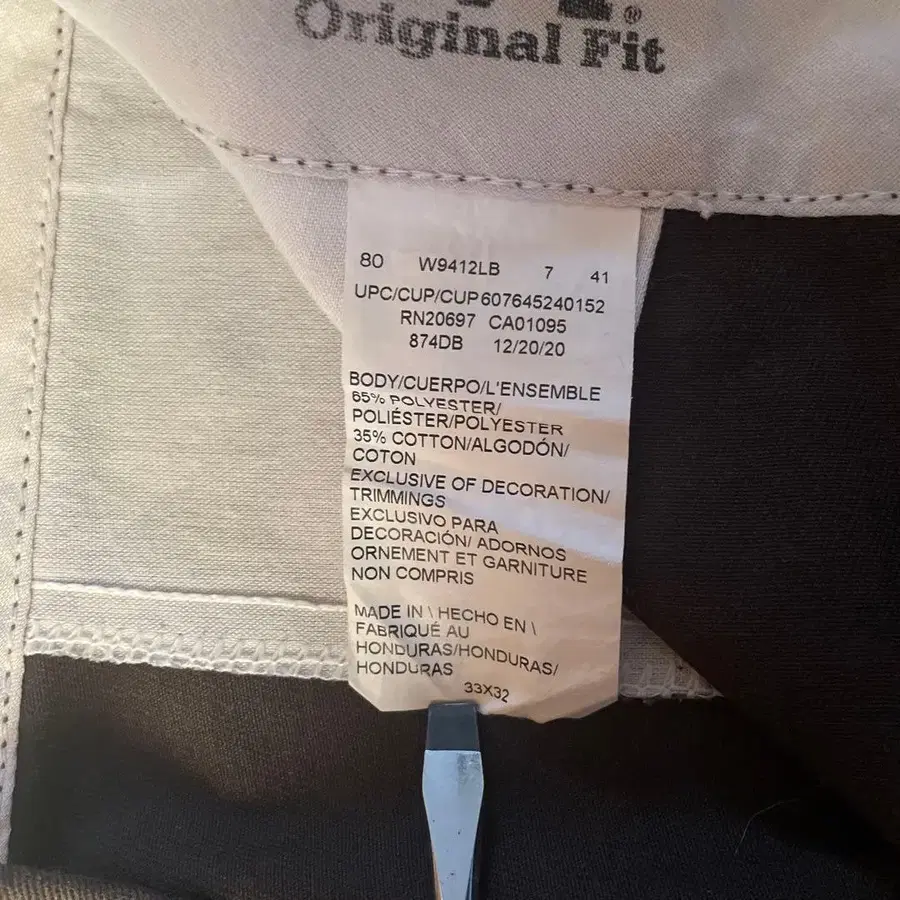 ®
Original Fit
80 W9412LB 7 41
UPC/CUP/CUP607645240152
RN20697 CA01095
874DB 12/20/20
BODY/CUERPO/L'ENSEMBLE
65% POLYESTER/
POLIÉSTER/POLYESTER
35% COTTON/ALGODÓN/
COTON
EXCLUSIVE OF DECORATION/
TRIMMINGS
EXCLUSIVO PARA
DECORACIÓN/ ADORNOS
ORNEMENT ET GARNITURE
NON COMPRIS
MADE IN \ HECHO EN \
FABRIQUÉ AU
HONDURAS/HONDURAS/
HONDURAS
33X32